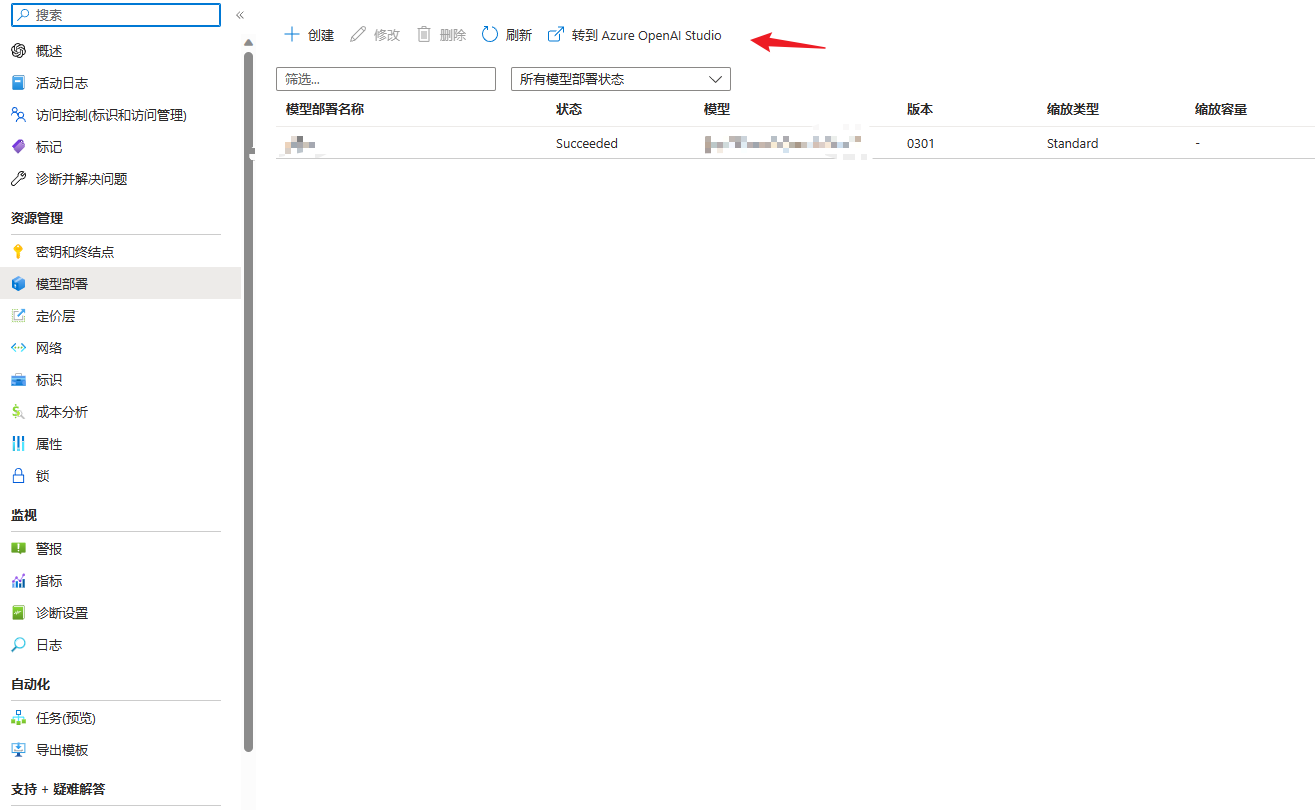 搜索
«
概述
活动日志
访问控制(标识和访问管理)
标记
诊断并解决问题
资源管理
密钥和终结点
模型部署
定价层
网络
标识
成本分析
属性
锁
监视
警报
指标
诊断设置
日志
自动化
任务(预览)
导出模板
支持 + 疑难解答
创建 修改 删除 刷新 转到 Azure OpenAI Studio
筛选... 所有模型部署状态
模型部署名称 状态 模型 版本 缩放类型 缩放容量
Succeeded 0301 Standard -